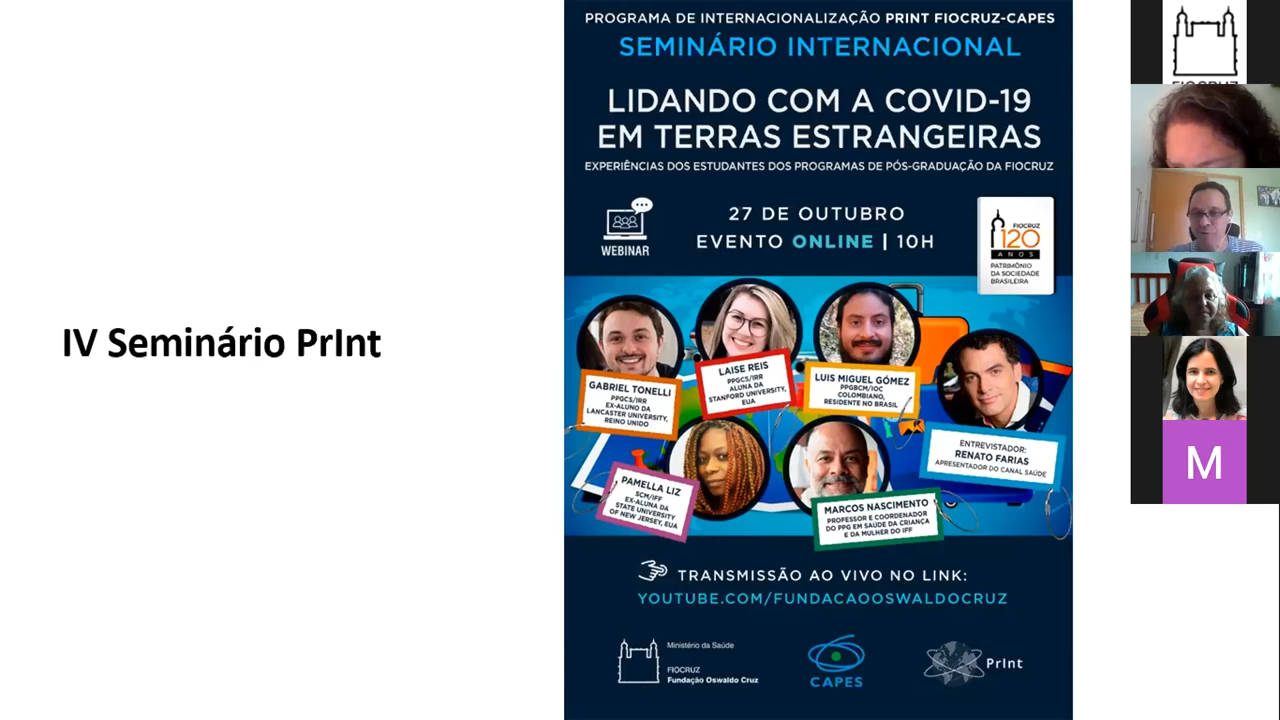 IV Seminário PrInt
PROGRAMA DE INTERNACIONALIZAÇÃO PRINT FIOCRUZ-CAPES
SEMINÁRIO INTERNACIONAL
LIDANDO COM A COVID-19
EM TERRAS ESTRANGEIRAS
EXPERIÊNCIAS DOS ESTUDANTES DOS PROGRAMAS DE PÓS-GRADUAÇÃO DA FIOCRUZ
WEBINAR
27 DE OUTUBRO
EVENTO ONLINE | 10H
FIOCRUZ
120
ANOS
PATRIMÔNIO
DA SOCIEDADE
BRASILEIRA
GABRIEL TONELLI
PPGCS/IRR
EX-ALUNO DA
LANCASTER UNIVERSITY,
REINO UNIDO
LAISE REIS
PPGCS/IRR
ALUNA DA
STANFORD UNIVERSITY,
EUA
LUIS MIGUEL GÓMEZ
PPGBCM/IOC
COLOMBIANO,
RESIDENTE NO BRASIL
ENTREVISTADOR:
RENATO FARIAS
APRESENTADOR DO CANAL SAÚDE
PAMELLA LIZ
SCM/IFF
EX-ALUNA DA
STATE UNIVERSITY
OF NEW JERSEY, EUA
MARCOS NASCIMENTO
PROFESSOR E COORDENADOR
DO PPG EM SAÚDE DA CRIANÇA
E DA MULHER DO IFF
TRANSMISSÃO AO VIVO NO LINK:
YOUTUBE.COM/FUNDACAOOSWALDOCRUZ
Ministério da Saúde
FIOCRUZ
Fundação Oswaldo Cruz
CAPES
PrInt
FIOCRUZ
M